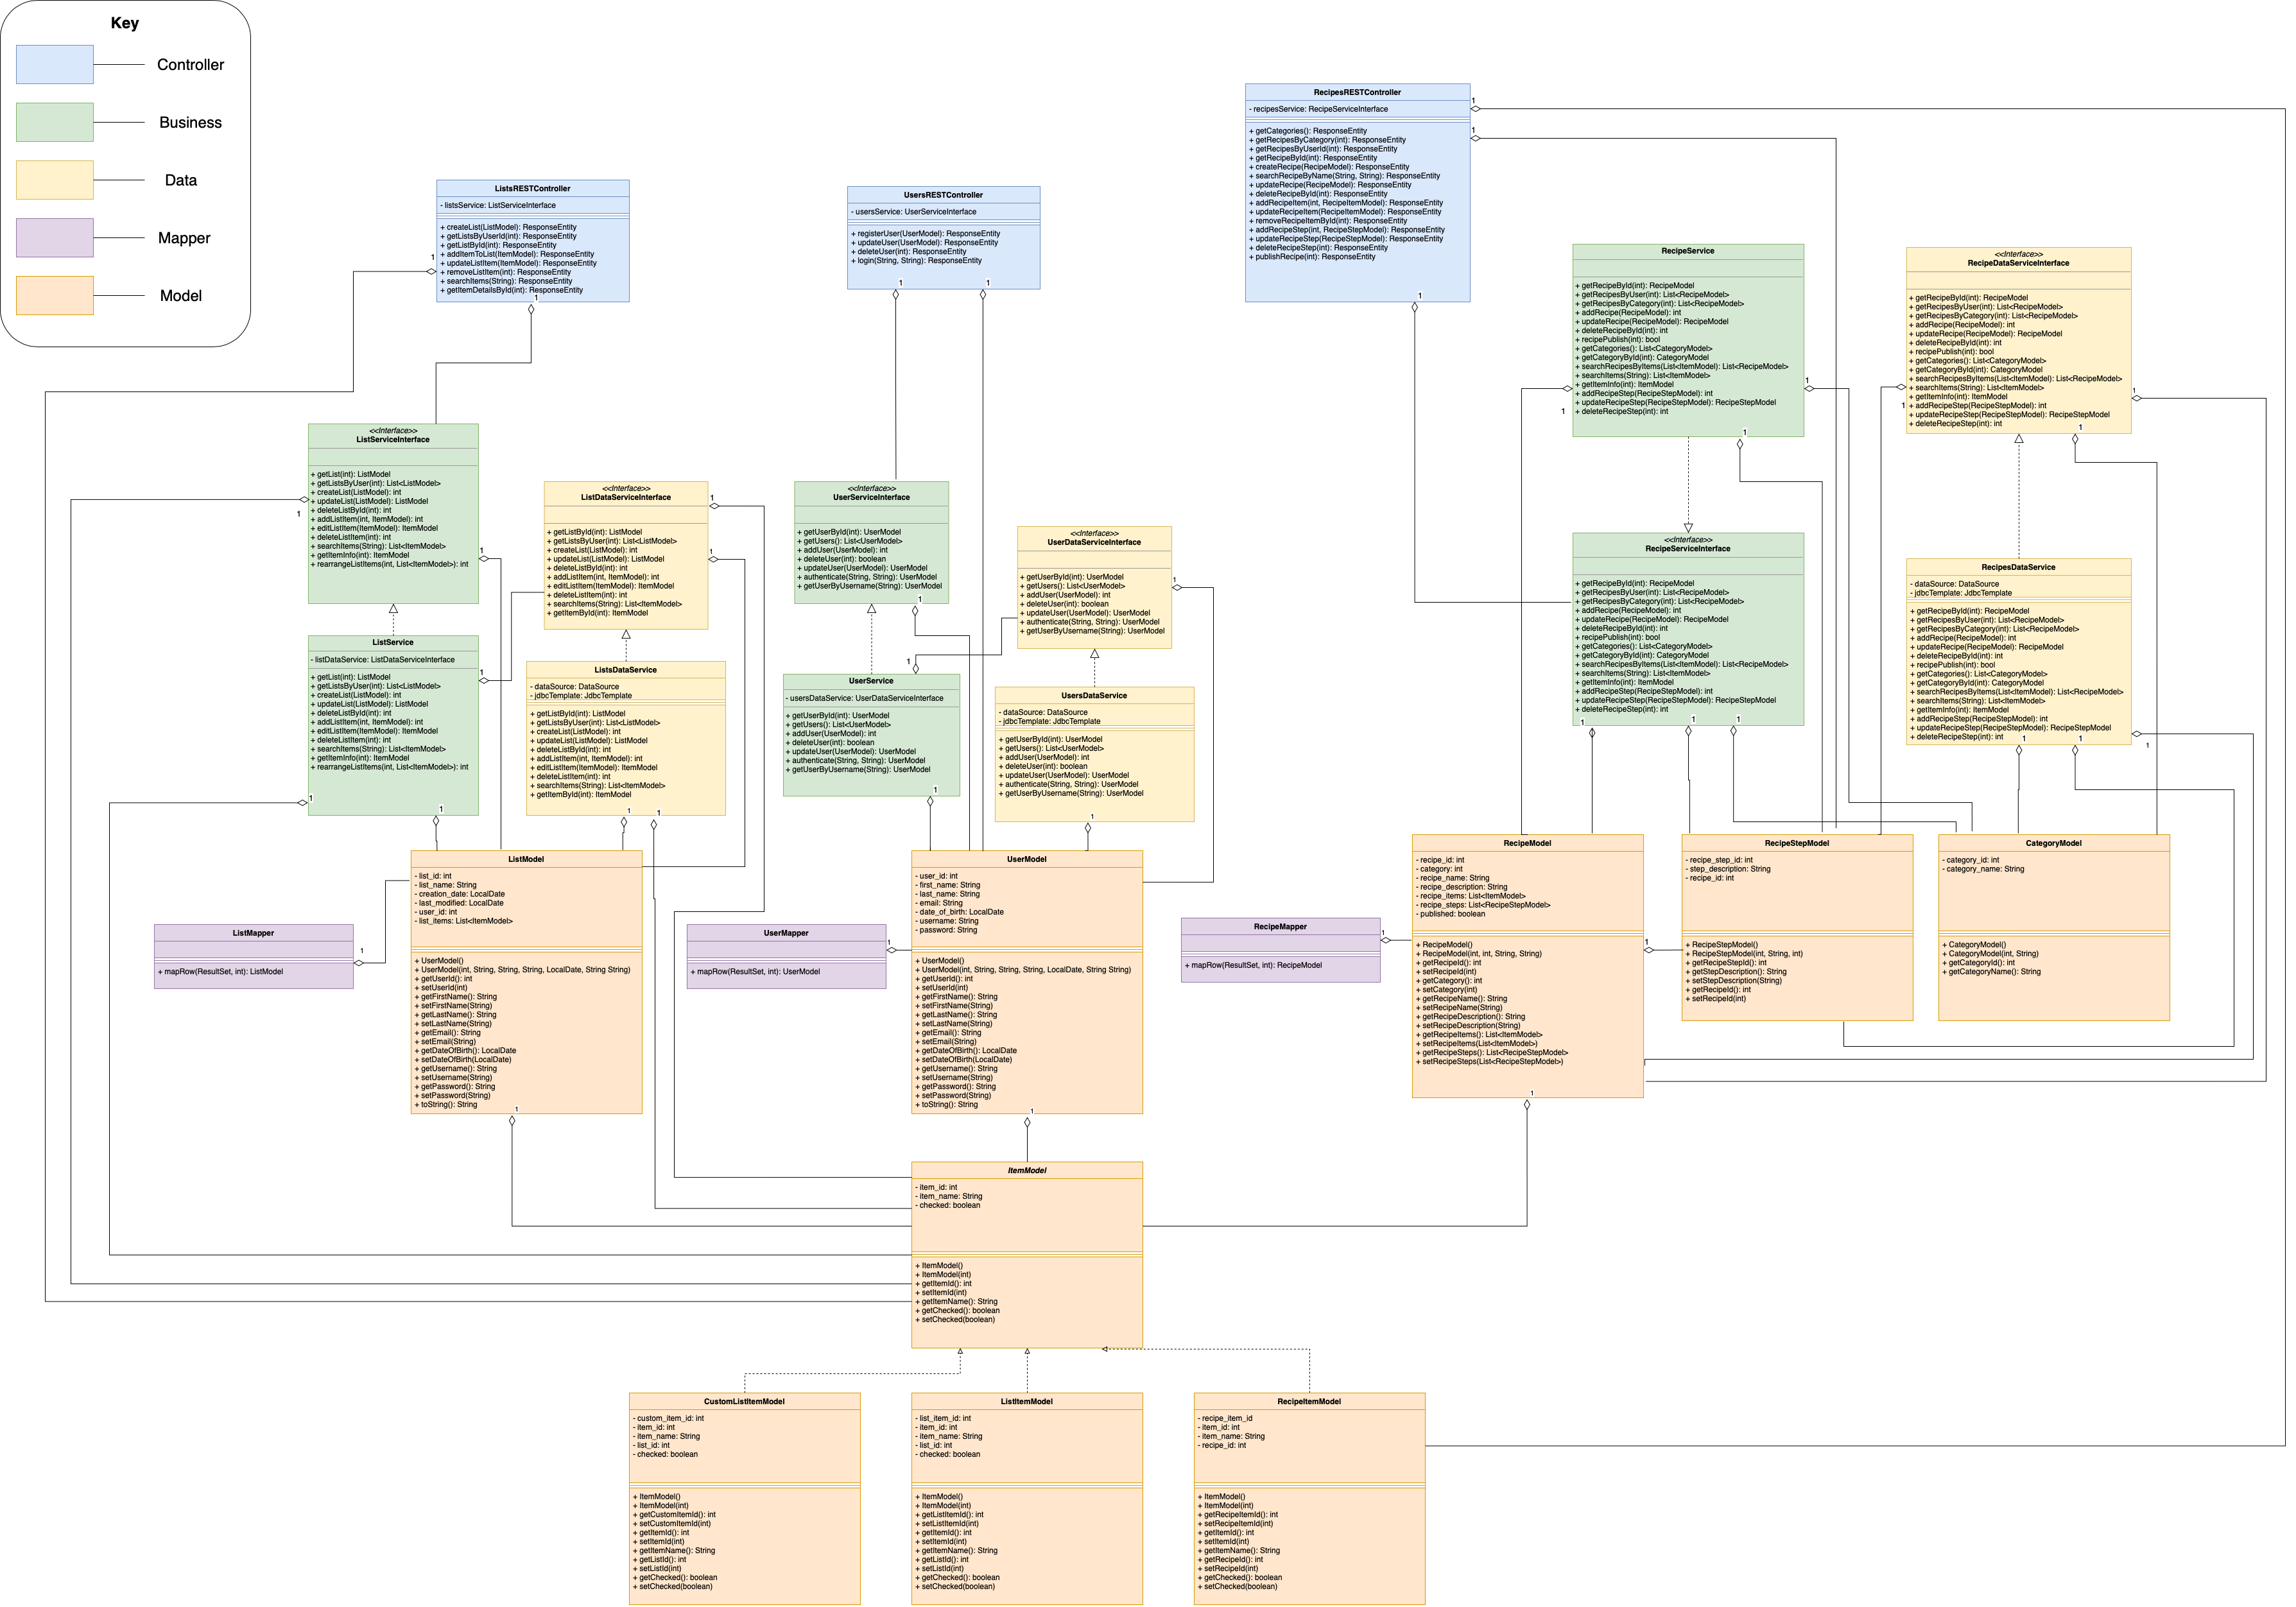 Key
Controller
Business
Data
Mapper
Model
ListsRESTController
- listsService: ListServiceInterface
+ createList(ListModel): ResponseEntity
+ getListsByUserId(int): ResponseEntity
+ getListById(int): ResponseEntity
+ addItemToList(ItemModel): ResponseEntity
+ updateListItem(ItemModel): ResponseEntity
+ removeListItem(int): ResponseEntity
+ searchItems(String): ResponseEntity
+ getItemDetailsById(int): ResponseEntity
1
1
UsersRESTController
- usersService: UserServiceInterface
+ registerUser(UserModel): ResponseEntity
+ updateUser(UserModel): ResponseEntity
+ deleteUser(int): ResponseEntity
+ login(String, String): ResponseEntity
1
1
RecipesRESTController
- recipesService: RecipeServiceInterface
+ getCategories(): ResponseEntity
+ getRecipesByCategory(int): ResponseEntity
+ getRecipesByUserId(int): ResponseEntity
+ getRecipeById(int): ResponseEntity
+ createRecipe(RecipeModel): ResponseEntity
+ searchRecipeByName(String, String): ResponseEntity
+ updateRecipe(RecipeModel): ResponseEntity
+ deleteRecipeById(int): ResponseEntity
+ addRecipeItem(int, RecipeItemModel): ResponseEntity
+ updateRecipeItem(RecipeItemModel): ResponseEntity
+ removeRecipeItemById(int): ResponseEntity
+ addRecipeStep(int, RecipeStepModel): ResponseEntity
+ updateRecipeStep(RecipeStepModel): ResponseEntity
+ deleteRecipeStep(int): ResponseEntity
+ publishRecipe(int): ResponseEntity
1
1
1
RecipeService
+ getRecipeById(int): RecipeModel
+ getRecipesByUser(int): List<RecipeModel>
+ getRecipesByCategory(int): List<RecipeModel>
+ addRecipe(RecipeModel): int
+ updateRecipe(RecipeModel): RecipeModel
+ deleteRecipeById(int): int
+ recipePublish(int): bool
+ getCategories(): List<CategoryModel>
+ getCategoryById(int): CategoryModel
+ searchRecipesByItems(List<ItemModel): List<RecipeModel>
+ searchItems(String): List<ItemModel>
+ getItemInfo(int): ItemModel
+ addRecipeStep(RecipeStepModel): int
+ updateRecipeStep(RecipeStepModel): RecipeStepModel
+ deleteRecipeStep(int): int
1
1
1
<<Interface>>
RecipeDataServiceInterface
+ getRecipeById(int): RecipeModel
+ getRecipesByUser(int): List<RecipeModel>
+ getRecipesByCategory(int): List<RecipeModel>
+ addRecipe(RecipeModel): int
+ updateRecipe(RecipeModel): RecipeModel
+ deleteRecipeById(int): int
+ recipePublish(int): bool
+ getCategories(): List<CategoryModel>
+ getCategoryById(int): CategoryModel
+ searchRecipesByItems(List<ItemModel): List<RecipeModel>
+ searchItems(String): List<ItemModel>
+ getItemInfo(int): ItemModel
+ addRecipeStep(RecipeStepModel): int
+ updateRecipeStep(RecipeStepModel): RecipeStepModel
+ deleteRecipeStep(int): int
1
1
1
<<Interface>>
ListServiceInterface
+ getList(int): ListModel
+ getListsByUser(int): List<ListModel>
+ createList(ListModel): int
+ updateList(ListModel): ListModel
+ deleteListById(int): int
+ addListItem(int, ItemModel): int
+ editListItem(ItemModel): ItemModel
+ deleteListItem(int): int
+ searchItems(String): List<ItemModel>
+ getItemInfo(int): ItemModel
+ rearrangeListItems(int, List<ItemModel>): int
1
1
<<Interface>>
ListDataServiceInterface
+ getListById(int): ListModel
+ getListsByUser(int): List<ListModel>
+ createList(ListModel): int
+ updateList(ListModel): ListModel
+ deleteListById(int): int
+ addListItem(int, ItemModel): int
+ editListItem(ItemModel): ItemModel
+ deleteListItem(int): int
+ searchItems(String): List<ItemModel>
+ getItemById(int): ItemModel
1
1
<<Interface>>
UserServiceInterface
+ getUserById(int): UserModel
+ getUsers(): List<UserModel>
+ addUser(UserModel): int
+ deleteUser(int): boolean
+ updateUser(UserModel): UserModel
+ authenticate(String, String): UserModel
+ getUserByUsername(String): UserModel
1
<<Interface>>
UserDataServiceInterface
+ getUserById(int): UserModel
+ getUsers(): List<UserModel>
+ addUser(UserModel): int
+ deleteUser(int): boolean
+ updateUser(UserModel): UserModel
+ authenticate(String, String): UserModel
+ getUserByUsername(String): UserModel
1
<<Interface>>
RecipeServiceInterface
+ getRecipeById(int): RecipeModel
+ getRecipesByUser(int): List<RecipeModel>
+ getRecipesByCategory(int): List<RecipeModel>
+ addRecipe(RecipeModel): int
+ updateRecipe(RecipeModel): RecipeModel
+ deleteRecipeById(int): int
+ recipePublish(int): bool
+ getCategories(): List<CategoryModel>
+ getCategoryById(int): CategoryModel
+ searchRecipesByItems(List<ItemModel): List<RecipeModel>
+ searchItems(String): List<ItemModel>
+ getItemInfo(int): ItemModel
+ addRecipeStep(RecipeStepModel): int
+ updateRecipeStep(RecipeStepModel): RecipeStepModel
+ deleteRecipeStep(int): int
1
1
1
RecipesDataService
- dataSource: DataSource
- jdbcTemplate: JdbcTemplate
+ getRecipeById(int): RecipeModel
+ getRecipesByUser(int): List<RecipeModel>
+ getRecipesByCategory(int): List<RecipeModel>
+ addRecipe(RecipeModel): int
+ updateRecipe(RecipeModel): RecipeModel
+ deleteRecipeById(int): int
+ recipePublish(int): bool
+ getCategories(): List<CategoryModel>
+ getCategoryById(int): CategoryModel
+ searchRecipesByItems(List<ItemModel): List<RecipeModel>
+ searchItems(String): List<ItemModel>
+ getItemInfo(int): ItemModel
+ addRecipeStep(RecipeStepModel): int
+ updateRecipeStep(RecipeStepModel): RecipeStepModel
+ deleteRecipeStep(int): int
1
1
1
ListService
- listDataService: ListDataServiceInterface
+ getList(int): ListModel
+ getListsByUser(int): List<ListModel>
+ createList(ListModel): int
+ updateList(ListModel): ListModel
+ deleteListById(int): int
+ addListItem(int, ItemModel): int
+ editListItem(ItemModel): ItemModel
+ deleteListItem(int): int
+ searchItems(String): List<ItemModel>
+ getItemInfo(int): ItemModel
+ rearrangeListItems(int, List<ItemModel>): int
1
1
1
ListsDataService
- dataSource: DataSource
- jdbcTemplate: JdbcTemplate
+ getListById(int): ListModel
+ getListsByUser(int): List<ListModel>
+ createList(ListModel): int
+ updateList(ListModel): ListModel
+ deleteListById(int): int
+ addListItem(int, ItemModel): int
+ editListItem(ItemModel): ItemModel
+ deleteListItem(int): int
+ searchItems(String): List<ItemModel>
+ getItemById(int): ItemModel
1
1
UserService
- usersDataService: UserDataServiceInterface
+ getUserById(int): UserModel
+ getUsers(): List<UserModel>
+ addUser(UserModel): int
+ deleteUser(int): boolean
+ updateUser(UserModel): UserModel
+ authenticate(String, String): UserModel
+ getUserByUsername(String): UserModel
1
1
UsersDataService
- dataSource: DataSource
- jdbcTemplate: JdbcTemplate
+ getUserById(int): UserModel
+ getUsers(): List<UserModel>
+ addUser(UserModel): int
+ deleteUser(int): boolean
+ updateUser(UserModel): UserModel
+ authenticate(String, String): UserModel
+ getUserByUsername(String): UserModel
1
ListMapper
+ mapRow(ResultSet, int): ListModel
1
ListModel
- list_id: int
- list_name: String
- creation_date: LocalDate
- last_modified: LocalDate
- user_id: int
- list_items: List<ItemModel>
+ UserModel()
+ UserModel(int, String, String, String, LocalDate, String String)
+ getUserId(): int
+ setUserId(int)
+ getFirstName(): String
+ setFirstName(String)
+ getLastName(): String
+ setLastName(String)
+ getEmail(): String
+ setEmail(String)
+ getDateOfBirth(): LocalDate
+ setDateOfBirth(LocalDate)
+ getUsername(): String
+ setUsername(String)
+ getPassword(): String
+ setPassword(String)
+ toString(): String
1
UserMapper
+ mapRow(ResultSet, int): UserModel
1
UserModel
- user_id: int
- first_name: String
- last_name: String
- email: String
- date_of_birth: LocalDate
- username: String
- password: String
+ UserModel()
+ UserModel(int, String, String, String, LocalDate, String String)
+ getUserId(): int
+ setUserId(int)
+ getFirstName(): String
+ setFirstName(String)
+ getLastName(): String
+ setLastName(String)
+ getEmail(): String
+ setEmail(String)
+ getDateOfBirth(): LocalDate
+ setDateOfBirth(LocalDate)
+ getUsername(): String
+ setUsername(String)
+ getPassword(): String
+ setPassword(String)
+ toString(): String
1
RecipeMapper
+ mapRow(ResultSet, int): RecipeModel
1
RecipeModel
- recipe_id: int
- category: int
- recipe_name: String
- recipe_description: String
- recipe_items: List<ItemModel>
- recipe_steps: List<RecipeStepModel>
- published: boolean
+ RecipeModel()
+ RecipeModel(int, int, String, String)
+ getRecipeId(): int
+ setRecipeId(int)
+ getCategory(): int
+ setCategory(int)
+ getRecipeName(): String
+ setRecipeName(String)
+ getRecipeDescription(): String
+ setRecipeDescription(String)
+ getRecipeItems(): List<ItemModel>
+ setRecipeItems(List<ItemModel>)
+ getRecipeSteps(): List<RecipeStepModel>
+ setRecipeSteps(List<RecipeStepModel>)
1
1
RecipeStepModel
- recipe_step_id: int
- step_description: String
- recipe_id: int
+ RecipeStepModel()
+ RecipeStepModel(int, String, int)
+ getRecipeStepId(): int
+ getStepDescription(): String
+ setStepDescription(String)
+ getRecipeId(): int
+ setRecipeId(int)
CategoryModel
- category_id: int
- category_name: String
+ CategoryModel()
+ CategoryModel(int, String)
+ getCategoryId(): int
+ getCategoryName(): String
ItemModel
- item_id: int
- item_name: String
- checked: boolean
+ ItemModel()
+ ItemModel(int)
+ getItemId(): int
+ setItemId(int)
+ getItemName(): String
+ getChecked(): boolean
+ setChecked(boolean)
CustomListItemModel
- custom_item_id: int
- item_id: int
- item_name: String
- list_id: int
- checked: boolean
+ ItemModel()
+ ItemModel(int)
+ getCustomItemId(): int
+ setCustomItemId(int)
+ getItemId(): int
+ setItemId(int)
+ getItemName(): String
+ getListId(): int
+ setListId(int)
+ getChecked(): boolean
+ setChecked(boolean)
ListItemModel
- list_item_id: int
- item_id: int
- item_name: String
- list_id: int
- checked: boolean
+ ItemModel()
+ ItemModel(int)
+ getListItemId(): int
+ setListItemId(int)
+ getItemId(): int
+ setItemId(int)
+ getItemName(): String
+ getListId(): int
+ setListId(int)
+ getChecked(): boolean
+ setChecked(boolean)
RecipeItemModel
- recipe_item_id
- item_id: int
- item_name: String
- recipe_id: int
+ ItemModel()
+ ItemModel(int)
+ getRecipeItemId(): int
+ setRecipeItemId(int)
+ getItemId(): int
+ setItemId(int)
+ getItemName(): String
+ getRecipeId(): int
+ setRecipeId(int)
+ getChecked(): boolean
+ setChecked(boolean)